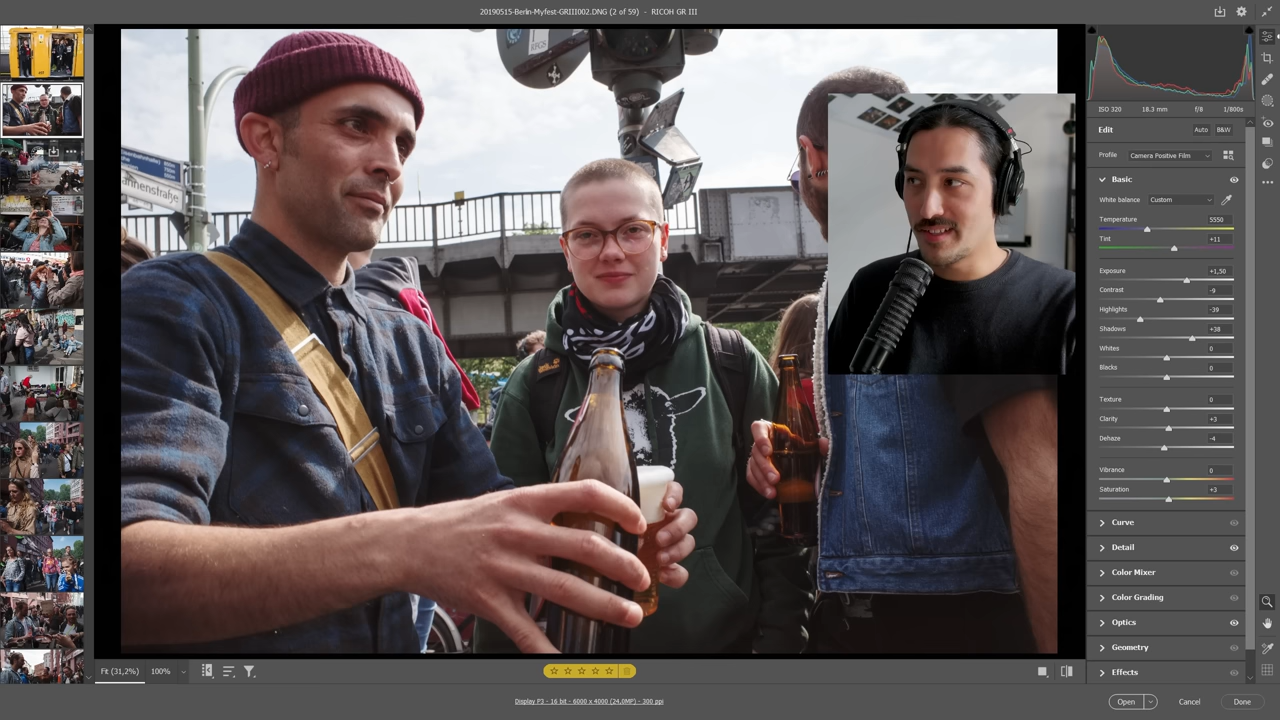 20190515-Berlin-Myfest-GRIII002.DNG (2 of 59) - RICOH GR III
RFGS
ISO 320 18.3 mm f/8 1/800s
Edit Auto B&W
Profile Camera Positive Film
Basic
White balance Custom
Temperature 5550
Tint +11
Exposure +1,50
Contrast -9
Highlights -39
Shadows +38
Whites 0
Blacks 0
Texture 0
Clarity +3
Dehaze -4
Vibrance 0
Saturation +3
Curve
Detail
Color Mixer
Color Grading
Optics
Geometry
Effects
Fit (31,2%) 100%
Display P3 - 16 bit - 6000 x 4000 (24,0MP) - 300 ppi
Open Cancel Done